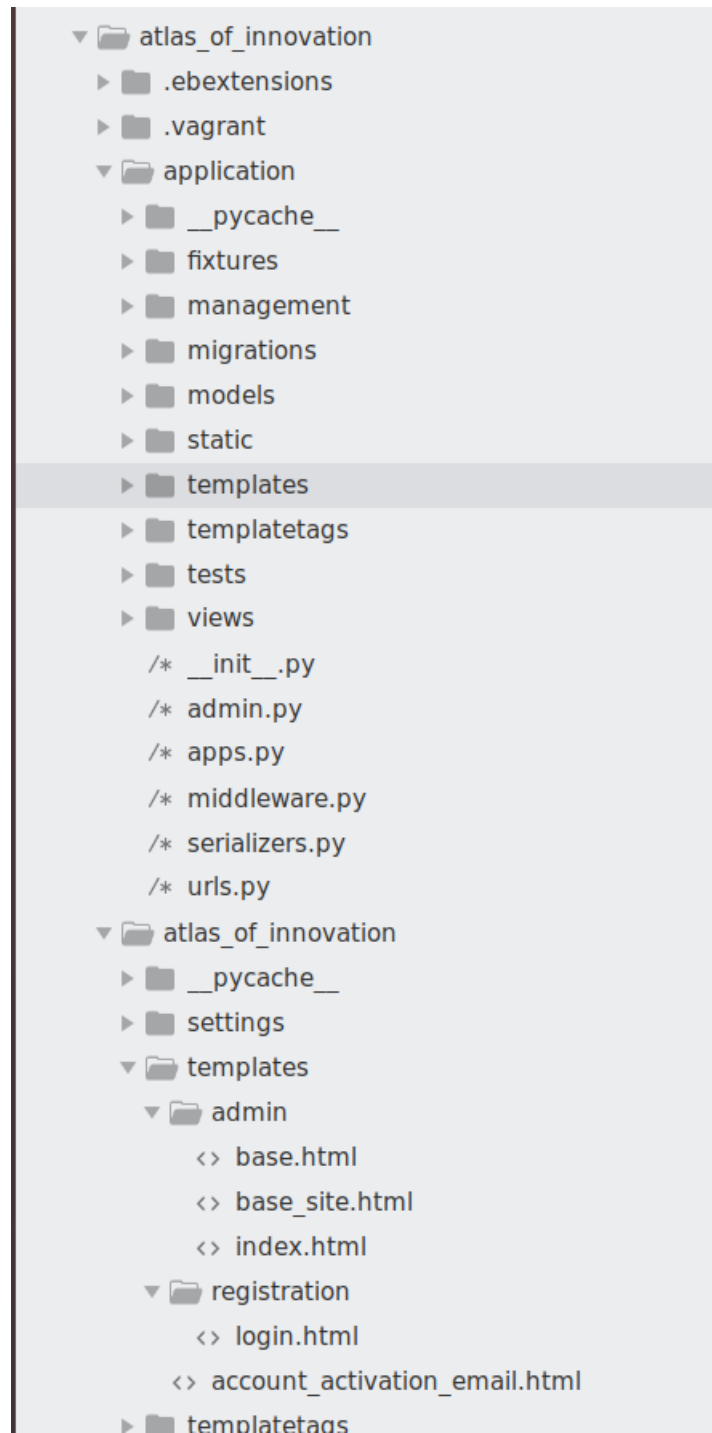 atlas_of_innovation
.ebextensions
.vagrant
application
__pycache__
fixtures
management
migrations
models
static
templates
templatetags
tests
views
/* __init__.py
/* admin.py
/* apps.py
/* middleware.py
/* serializers.py
/* urls.py
atlas_of_innovation
__pycache__
settings
templates
admin
<> base.html
<> base_site.html
<> index.html
registration
<> login.html
<> account_activation_email.html
templatetags